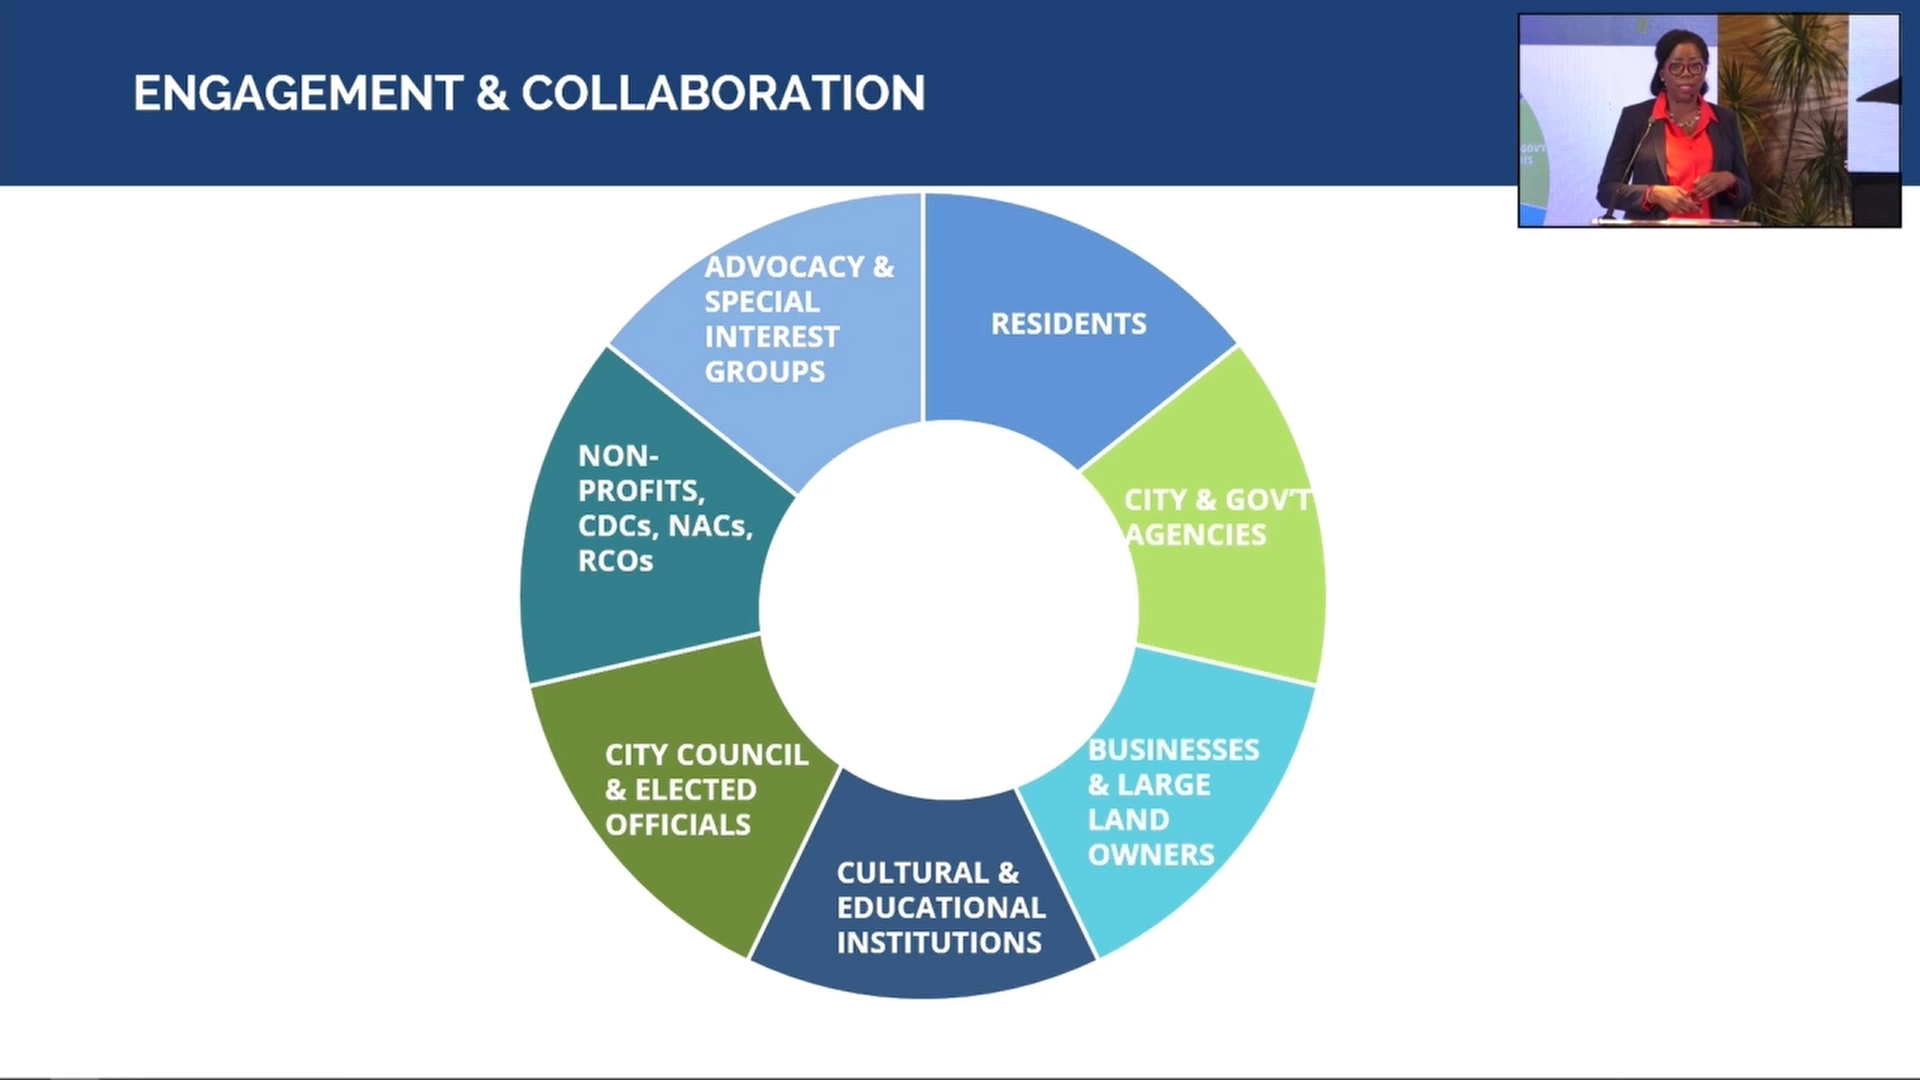 ENGAGEMENT & COLLABORATION
ADVOCACY &
SPECIAL
INTEREST
GROUPS
RESIDENTS
NON-
PROFITS,
CDCs, NACs,
RCOs
CITY & GOV’T
AGENCIES
CITY COUNCIL
& ELECTED
OFFICIALS
BUSINESSES
& LARGE
LAND
OWNERS
CULTURAL &
EDUCATIONAL
INSTITUTIONS